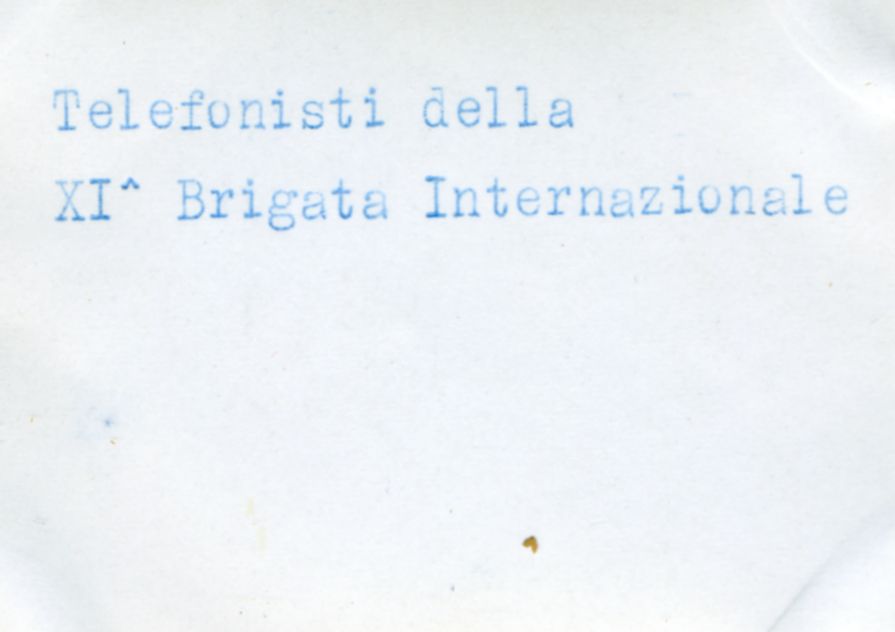 Telefonisti della
XI^ Brigata Internazionale